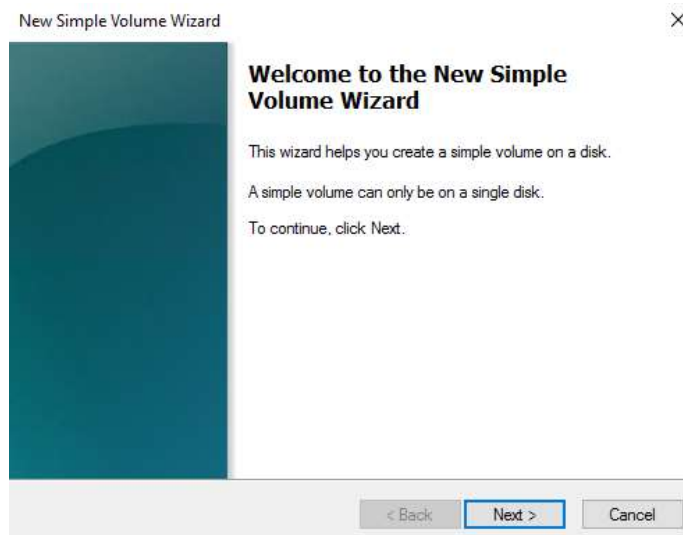 New Simple Volume Wizard
Welcome to the New Simple
Volume Wizard
This wizard helps you create a simple volume on a disk.
A simple volume can only be on a single disk.
To continue, click Next.
< Back
Next >
Cancel